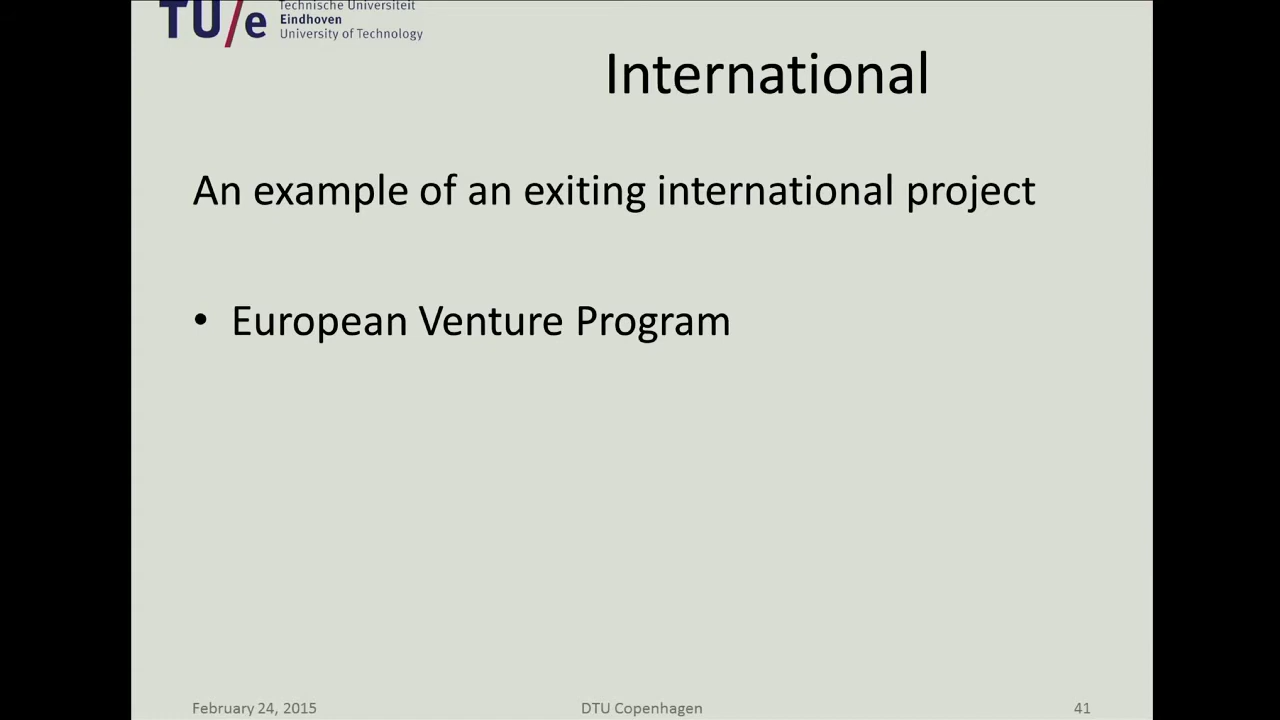 TU/e
Technische Universiteit
Eindhoven
University of Technology
International
An example of an exiting international project
• European Venture Program
February 24, 2015
DTU Copenhagen
41